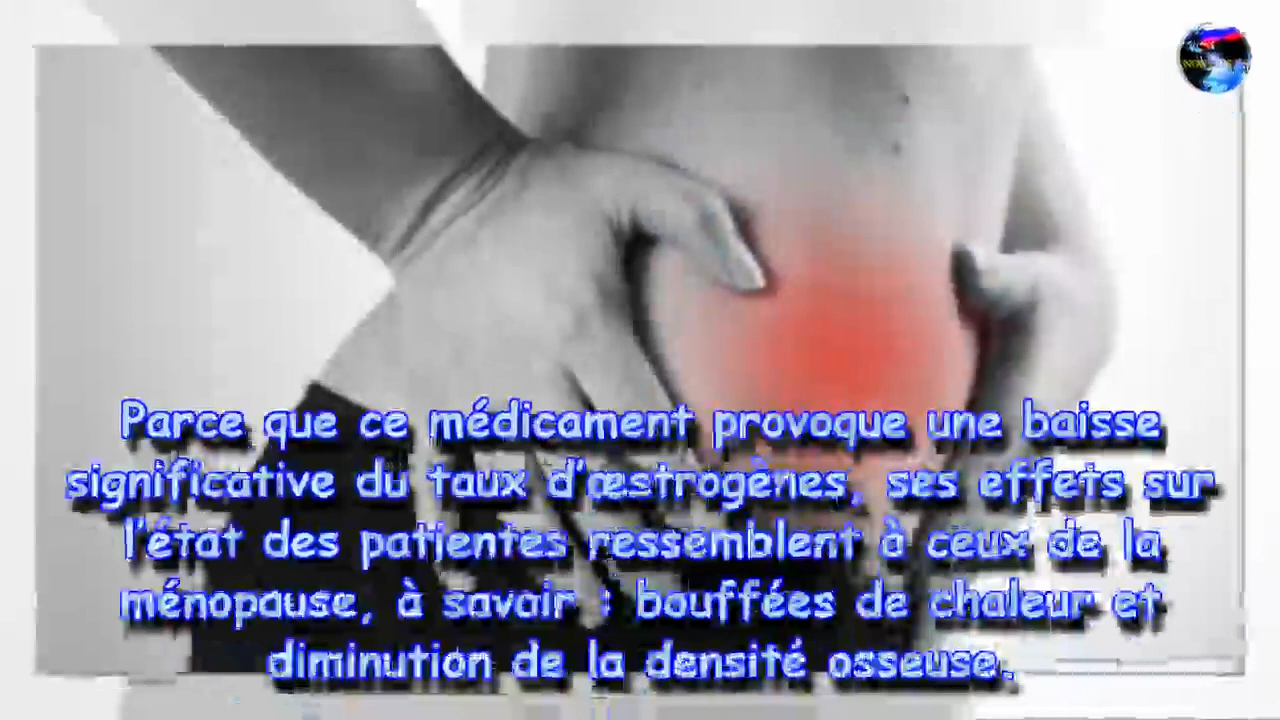 Parce que ce médicament provoque une baisse
significative du taux d'œstrogènes, ses effets sur
l'état des patientes ressemblent à ceux de la
ménopause, à savoir : bouffées de chaleur et
diminution de la densité osseuse.